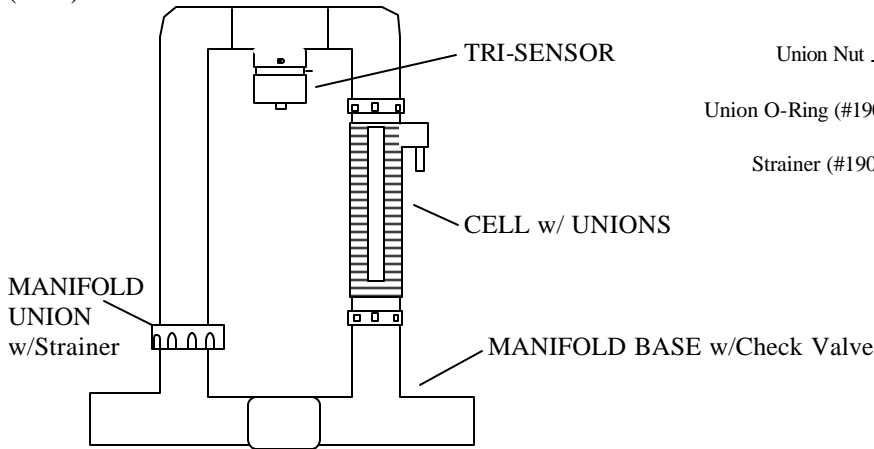 TRI-SENSOR
Union Nut
Union O-Ring (#190
Strainer (#190
CELL w/ UNIONS
MANIFOLD
UNION
w/Strainer
MANIFOLD BASE w/Check Valve